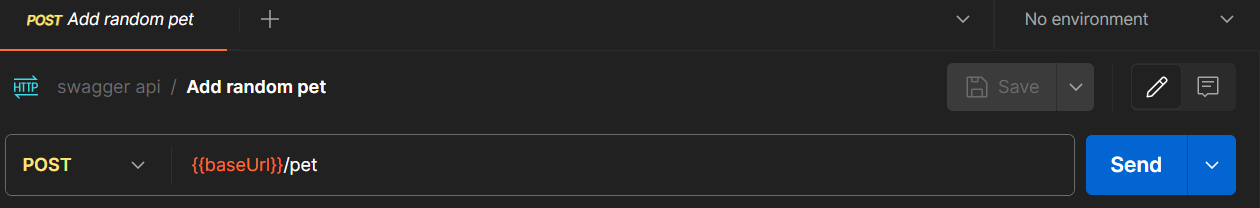 POST Add random pet
No environment
HTTP swagger api / Add random pet
Save
POST {{baseUrl}}/pet
Send